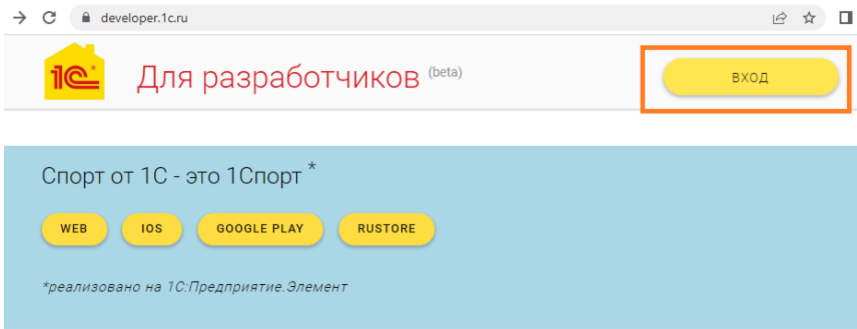 developer.1c.ru
1С Для разработчиков (beta) ВХОД
Спорт от 1С - это 1Спорт *
WEB IOS GOOGLE PLAY RUSTORE
*реализовано на 1С:Предприятие.Элемент